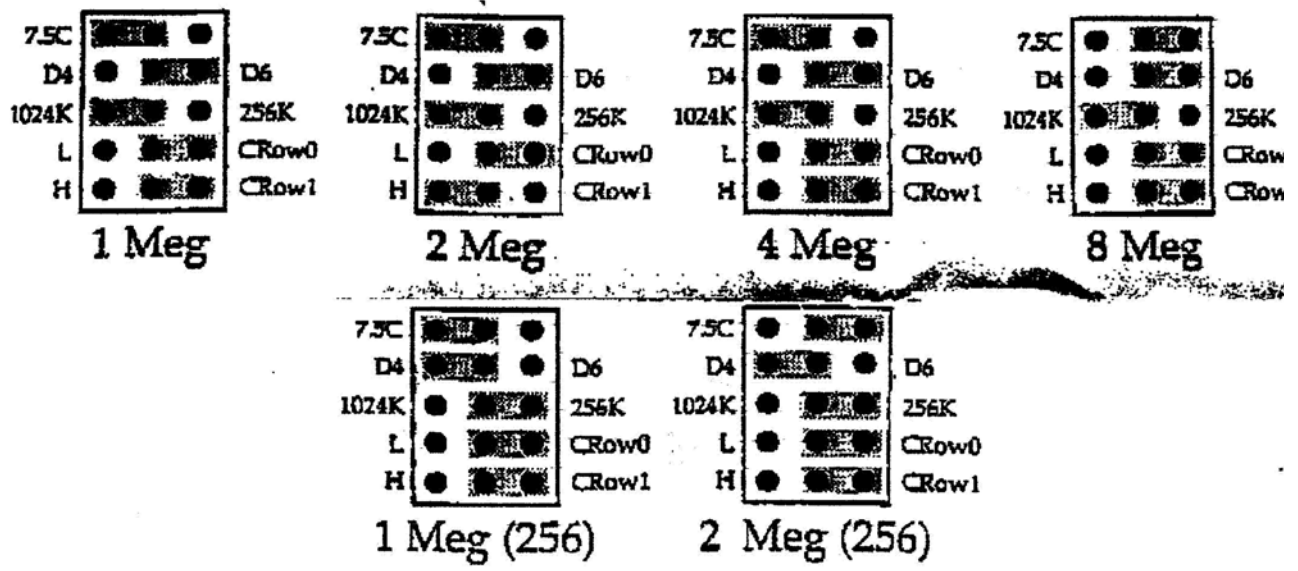 7.5C 7.5C 7.5C 7.5C
D4 D6 D4 D6 D4 D6 D4 D6
1024K 256K 1024K 256K 1024K 256K 1024K 256K
L CRow0 L CRow0 L CRow0 L CRow
H CRow1 H CRow1 H CRow1 H CRow
1 Meg 2 Meg 4 Meg 8 Meg
7.5C 7.5C
D4 D6 D4 D6
1024K 256K 1024K 256K
L CRow0 L CRow0
H CRow1 H CRow1
1 Meg (256) 2 Meg (256)